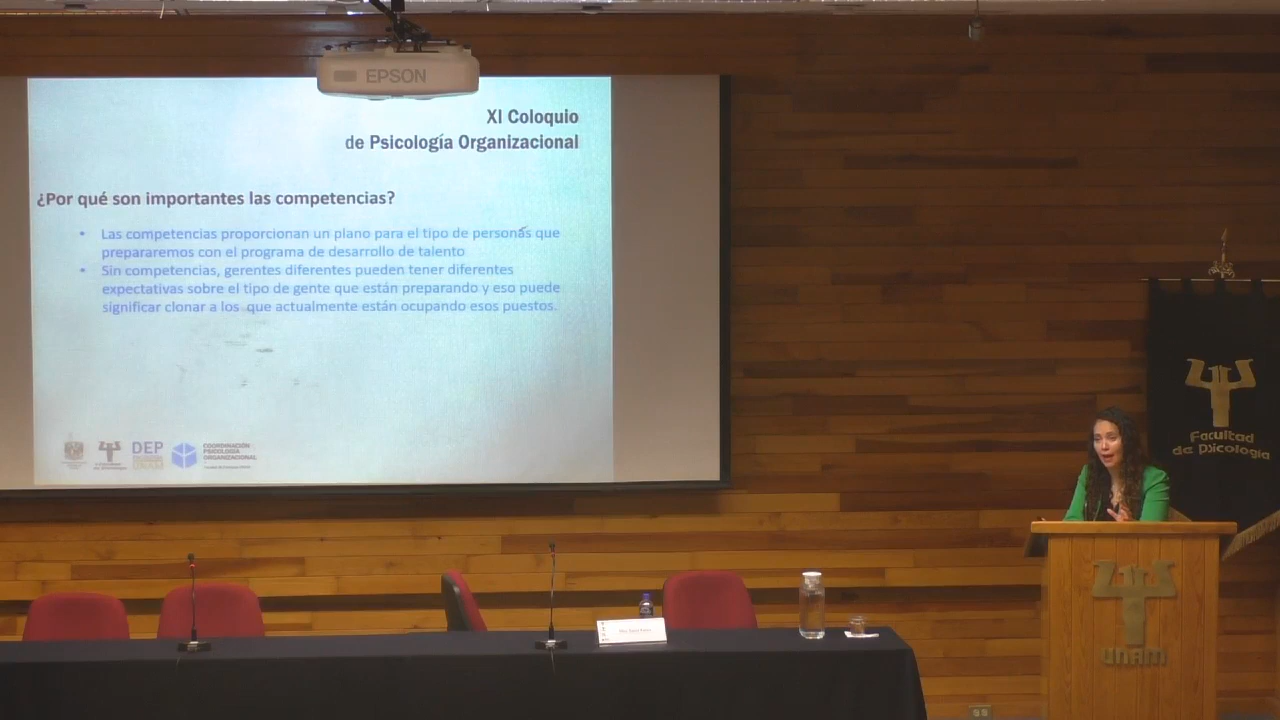 EPSON
XI Coloquio
de Psicología Organizacional
¿Por qué son importantes las competencias?
• Las competencias proporcionan un plano para el tipo de personas que
prepararemos con el programa de desarrollo de talento
• Sin competencias, gerentes diferentes pueden tener diferentes
expectativas sobre el tipo de gente que están preparando y eso puede
significar clonar a los que actualmente están ocupando esos puestos.
DEP
COORDINACIÓN
PSICOLOGÍA
ORGANIZACIONAL
Facultad
de Psicología
UNAM